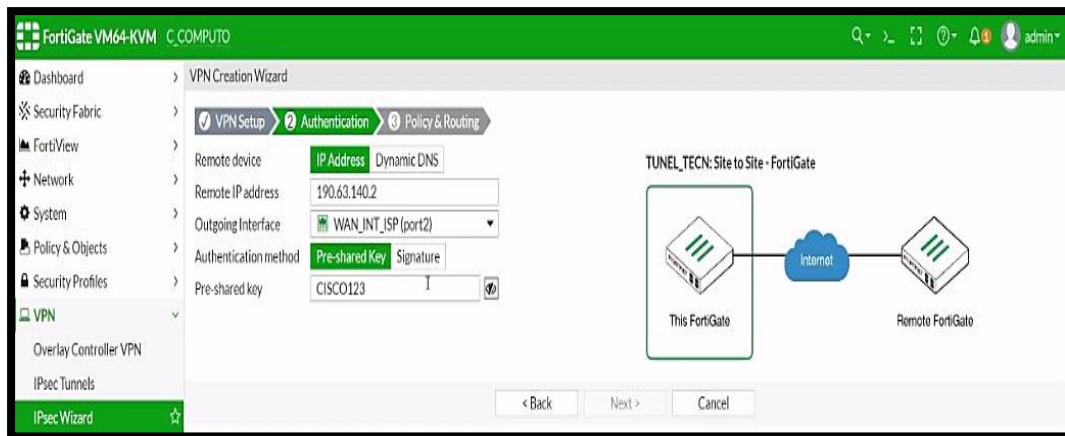 FortiGate VM64-KVM C_COMPUTO
admin
1
Dashboard
Security Fabric
FortiView
Network
System
Policy & Objects
Security Profiles
VPN
Overlay Controller VPN
IPsec Tunnels
IPsec Wizard
VPN Creation Wizard
VPN Setup 2 Authentication 3 Policy & Routing
Remote device IP Address Dynamic DNS
Remote IP address 190.63.140.2
Outgoing Interface WAN_INT_ISP (port2)
Authentication method Pre-shared Key Signature
Pre-shared key CISCO123
TUNEL_TECN: Site to Site - FortiGate
Internet
This FortiGate Remote FortiGate
< Back Next > Cancel